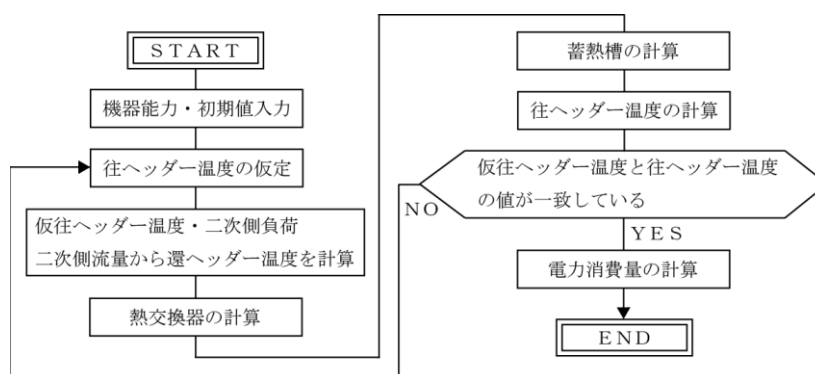 START
機器能力・初期値入力
往ヘッダー温度の仮定
仮往ヘッダー温度・二次側負荷
二次側流量から還ヘッダー温度を計算
熱交換器の計算
蓄熱槽の計算
往ヘッダー温度の計算
仮往ヘッダー温度と往ヘッダー温度
の値が一致している
NO
YES
電力消費量の計算
END